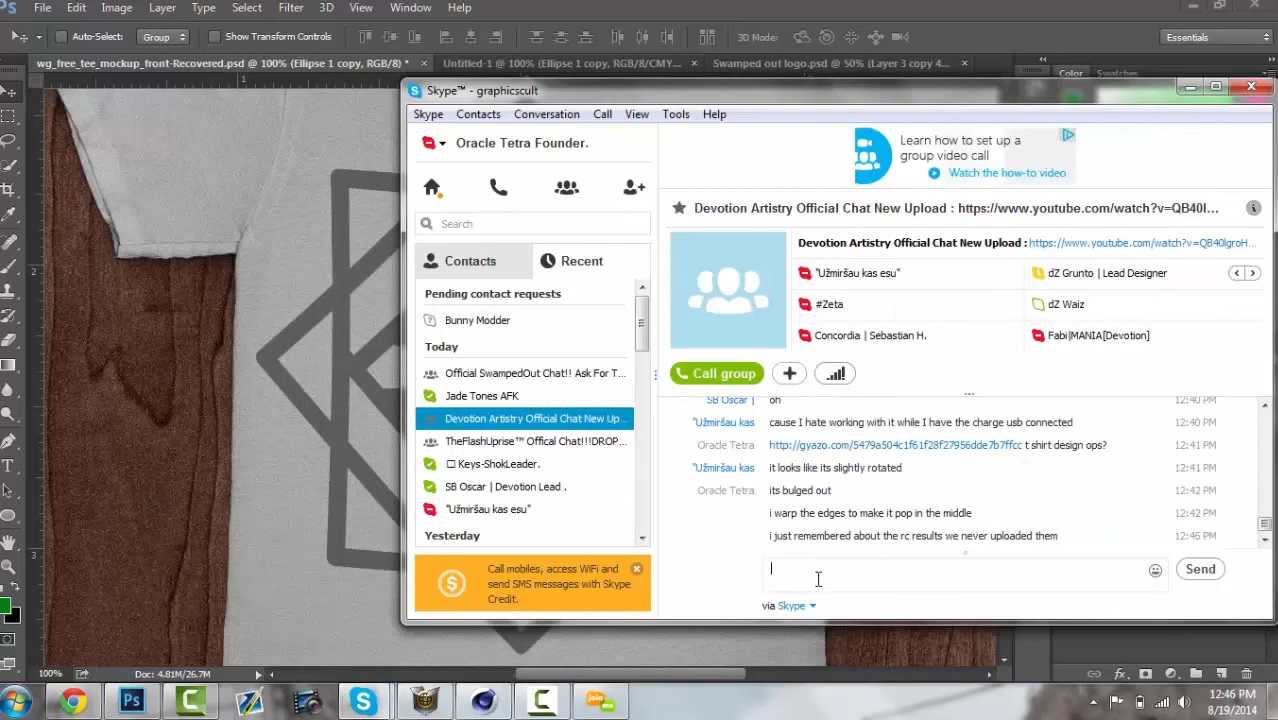 Ps File Edit Image Layer Type Select Filter 3D View Window Help
Auto-Select: Group Show Transform Controls 3D Mode: Essentials
wg_free_tee_mockup_front-Recovered.psd @ 100% (Ellipse 1 copy, RGB/8) * × Untitled-1 @ 100% (Ellipse 1 copy, RGB/8/CMY... × Swamped out logo.psd @ 50% (Layer 3 copy 4... × Color Swatches
1
2
3
Skype™ - graphicscult
Skype Contacts Conversation Call View Tools Help
Oracle Tetra Founder.
Search
Contacts Recent
Pending contact requests
Bunny Modder
Today
Official SwampedOut Chat!! Ask For T...
Jade Tones AFK
Devotion Artistry Official Chat New Up...
TheFlashUprise™ Offical Chat!!!DROP...
☐ Keys-ShokLeader.
SB Oscar | Devotion Lead .
"Užmiršau kas esu"
Yesterday
Call mobiles, access WiFi and
send SMS messages with Skype
Credit.
Learn how to set up a
group video call
Watch the how-to video
Devotion Artistry Official Chat New Upload : https://www.youtube.com/watch?v=QB40l...
Devotion Artistry Official Chat New Upload : https://www.youtube.com/watch?v=QB40lgroH...
"Užmiršau kas esu" dZ Grunto | Lead Designer
#Zeta dZ Waiz
Concordia | Sebastian H. Fabi|MANIA[Devotion]
Call group
SB Oscar | oh 12:40 PM
"Užmiršau kas cause I hate working with it while I have the charge usb connected 12:40 PM
Oracle Tetra http://gyazo.com/5479a504c1f61f28f27956dde7b7ffcc t shirt design ops? 12:41 PM
"Užmiršau kas it looks like its slightly rotated 12:41 PM
Oracle Tetra its bulged out 12:42 PM
i warp the edges to make it pop in the middle 12:42 PM
i just remembered about the rc results we never uploaded them 12:46 PM
Send
via Skype
100% Doc: 4.81M/26.7M
Ps join me 12:46 PM
8/19/2014